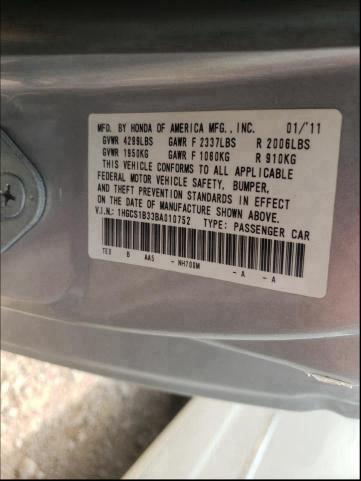 MFD. BY HONDA OF AMERICA MFG., INC. 01/'11
GVWR 4299LBS GAWR F 2337LBS R 2006LBS
GVWR 1950KG GAWR F 1060KG R 910KG
THIS VEHICLE CONFORMS TO ALL APPLICABLE
FEDERAL MOTOR VEHICLE SAFETY, BUMPER,
AND THEFT PREVENTION STANDARDS IN EFFECT
ON THE DATE OF MANUFACTURE SHOWN ABOVE.
V.I.N.: 1HGCS1B33BA010752 TYPE: PASSENGER CAR
TE0 B AA5 - NH700M - A - A